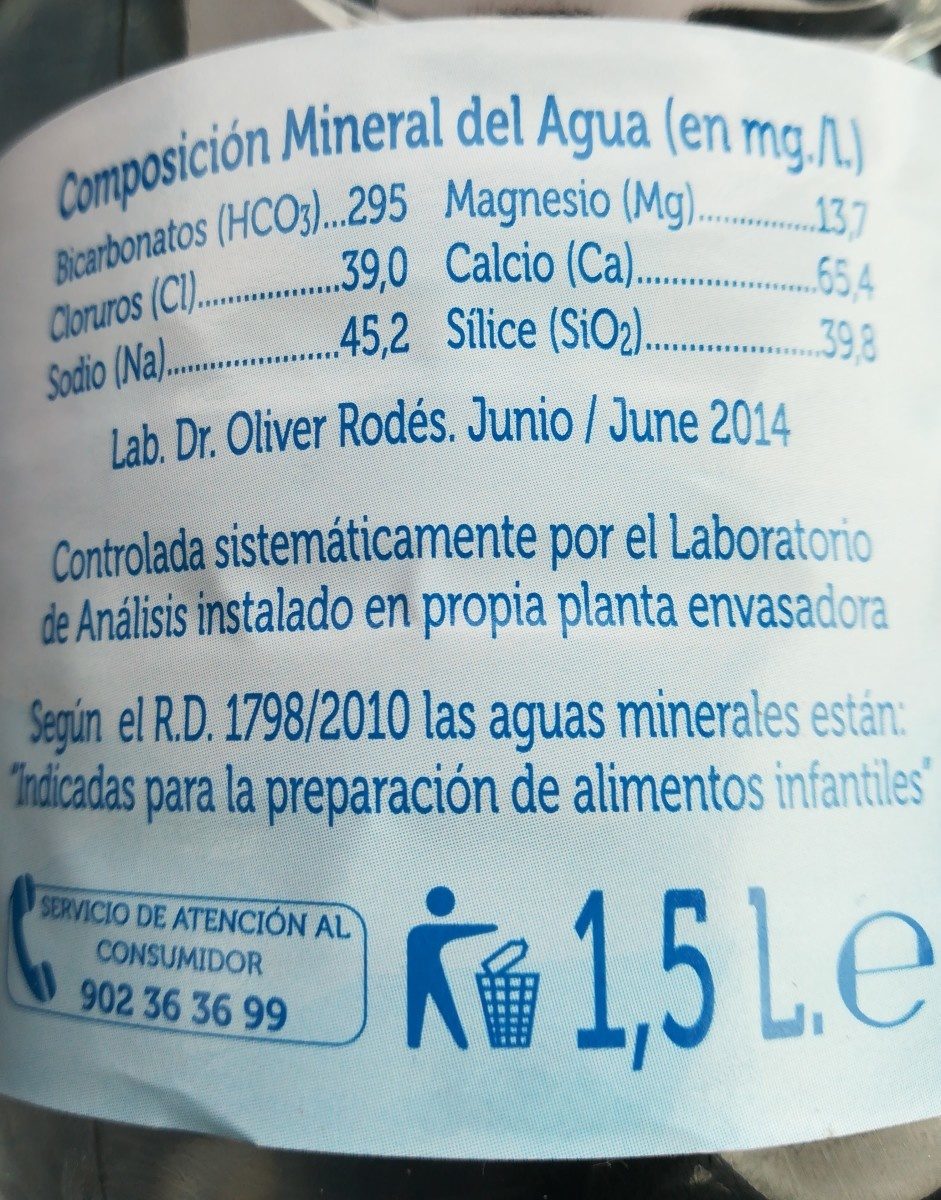 Composición Mineral del Agua (en mg./l.)
Bicarbonatos (HCO3)...295 Magnesio (Mg)...............13,7
Cloruros (Cl)..................39,0 Calcio (Ca).......................65,4
Sodio (Na)......................45,2 Sílice (SiO2)......................39,8
Lab. Dr. Oliver Rodés. Junio / June 2014
Controlada sistemáticamente por el Laboratorio
de Análisis instalado en propia planta envasadora
Según el R.D. 1798/2010 las aguas minerales están:
"Indicadas para la preparación de alimentos infantiles"
SERVICIO DE ATENCIÓN AL
CONSUMIDOR
902 36 36 99
1,5 L. e